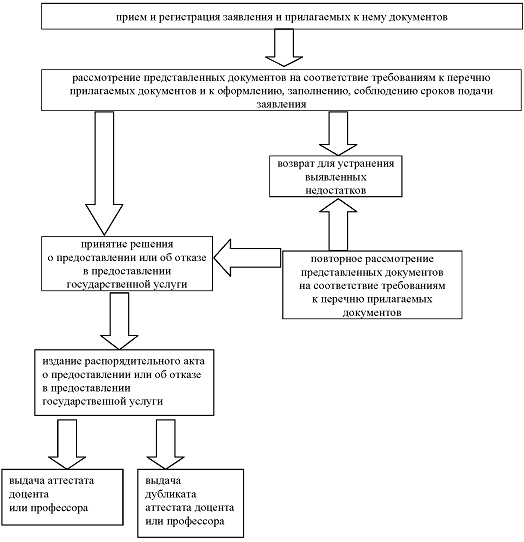 прием и регистрация заявления и прилагаемых к нему документов
рассмотрение представленных документов на соответствие требованиям к перечню
прилагаемых документов и к оформлению, заполнению, соблюдению сроков подачи
заявления
возврат для устранения
выявленных
недостатков
принятие решения
о предоставлении или об отказе
в предоставлении
государственной услуги
повторное рассмотрение
представленных документов
на соответствие требованиям
к перечню прилагаемых
документов
издание распорядительного акта
о предоставлении или об отказе
в предоставлении
государственной услуги
выдача аттестата
доцента
или профессора
выдача
дубликата
аттестата доцента
или профессора